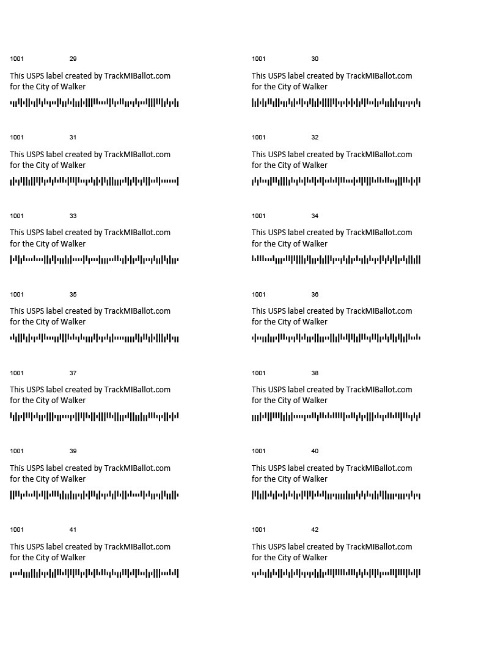 1001 29
This USPS label created by TrackMIBallot.com
for the City of Walker
1001 30
This USPS label created by TrackMIBallot.com
for the City of Walker
1001 31
This USPS label created by TrackMIBallot.com
for the City of Walker
1001 32
This USPS label created by TrackMIBallot.com
for the City of Walker
1001 33
This USPS label created by TrackMIBallot.com
for the City of Walker
1001 34
This USPS label created by TrackMIBallot.com
for the City of Walker
1001 35
This USPS label created by TrackMIBallot.com
for the City of Walker
1001 36
This USPS label created by TrackMIBallot.com
for the City of Walker
1001 37
This USPS label created by TrackMIBallot.com
for the City of Walker
1001 38
This USPS label created by TrackMIBallot.com
for the City of Walker
1001 39
This USPS label created by TrackMIBallot.com
for the City of Walker
1001 40
This USPS label created by TrackMIBallot.com
for the City of Walker
1001 41
This USPS label created by TrackMIBallot.com
for the City of Walker
1001 42
This USPS label created by TrackMIBallot.com
for the City of Walker